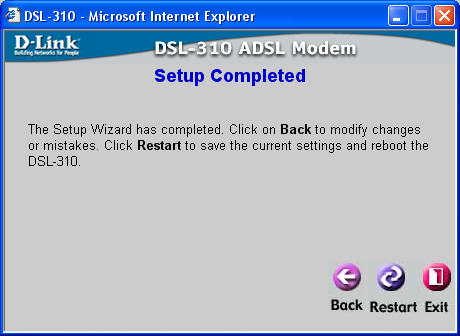 DSL-310 - Microsoft Internet Explorer
D-Link
Building Networks for People
DSL-310 ADSL Modem
Setup Completed
The Setup Wizard has completed. Click on Back to modify changes
or mistakes. Click Restart to save the current settings and reboot the
DSL-310.
Back Restart Exit